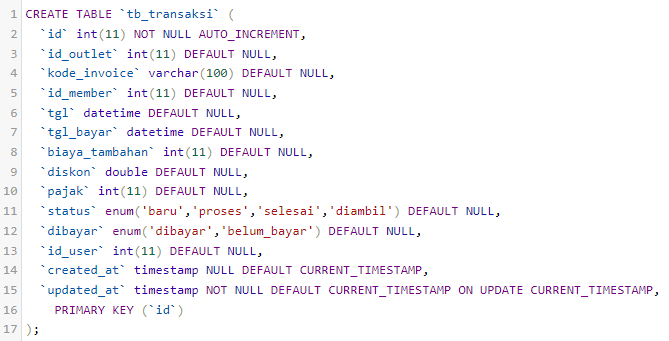 1 CREATE TABLE `tb_transaksi` (
2 `id` int(11) NOT NULL AUTO_INCREMENT,
3 `id_outlet` int(11) DEFAULT NULL,
4 `kode_invoice` varchar(100) DEFAULT NULL,
5 `id_member` int(11) DEFAULT NULL,
6 `tgl` datetime DEFAULT NULL,
7 `tgl_bayar` datetime DEFAULT NULL,
8 `biaya_tambahan` int(11) DEFAULT NULL,
9 `diskon` double DEFAULT NULL,
10 `pajak` int(11) DEFAULT NULL,
11 `status` enum('baru','proses','selesai','diambil') DEFAULT NULL,
12 `dibayar` enum('dibayar','belum_bayar') DEFAULT NULL,
13 `id_user` int(11) DEFAULT NULL,
14 `created_at` timestamp NULL DEFAULT CURRENT_TIMESTAMP,
15 `updated_at` timestamp NOT NULL DEFAULT CURRENT_TIMESTAMP ON UPDATE CURRENT_TIMESTAMP,
16 PRIMARY KEY (`id`)
17 );